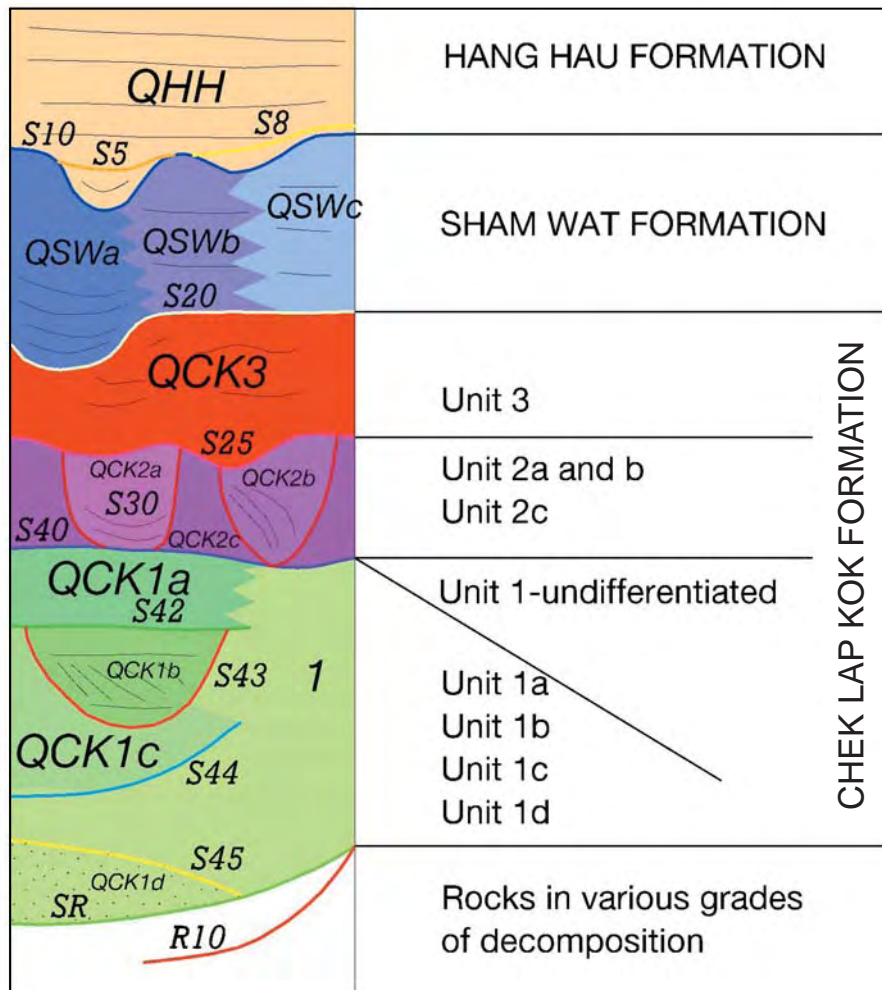 QHH
S10
S8
S5
QSWa
QSWb
QSWc
S20
QCK3
S25
QCK2a
QCK2b
S30
S40
QCK2c
QCK1a
S42
QCK1b
S43
1
QCK1c
S44
S45
QCK1d
SR
R10
HANG HAU FORMATION
SHAM WAT FORMATION
Unit 3
Unit 2a and b
Unit 2c
Unit 1-undifferentiated
Unit 1a
Unit 1b
Unit 1c
Unit 1d
CHEK LAP KOK FORMATION
Rocks in various grades
of decomposition